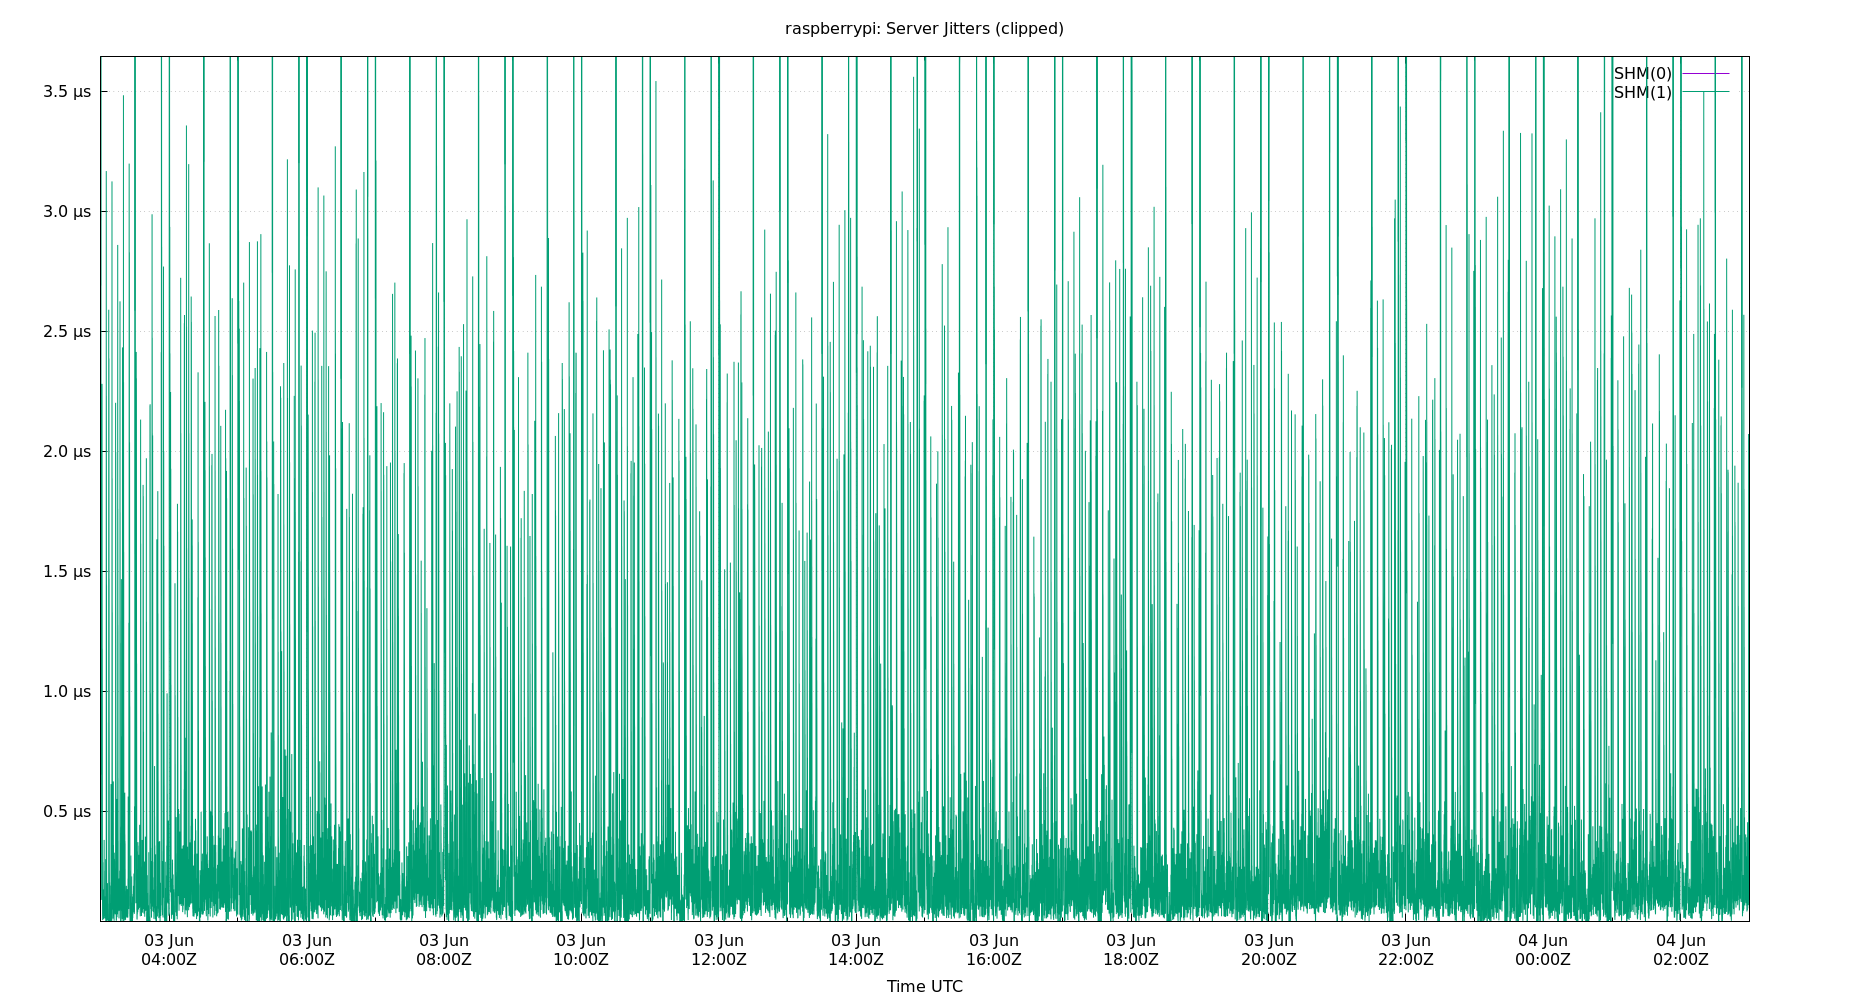 raspberrypi: Server Jitters (clipped)
SHM(0)
SHM(1)
3.5 µs
3.0 µs
2.5 µs
2.0 µs
1.5 µs
1.0 µs
0.5 µs
03 Jun 03 Jun 03 Jun 03 Jun 03 Jun 03 Jun 03 Jun 03 Jun 03 Jun 03 Jun 04 Jun 04 Jun
04:00Z 06:00Z 08:00Z 10:00Z 12:00Z 14:00Z 16:00Z 18:00Z 20:00Z 22:00Z 00:00Z 02:00Z
Time UTC